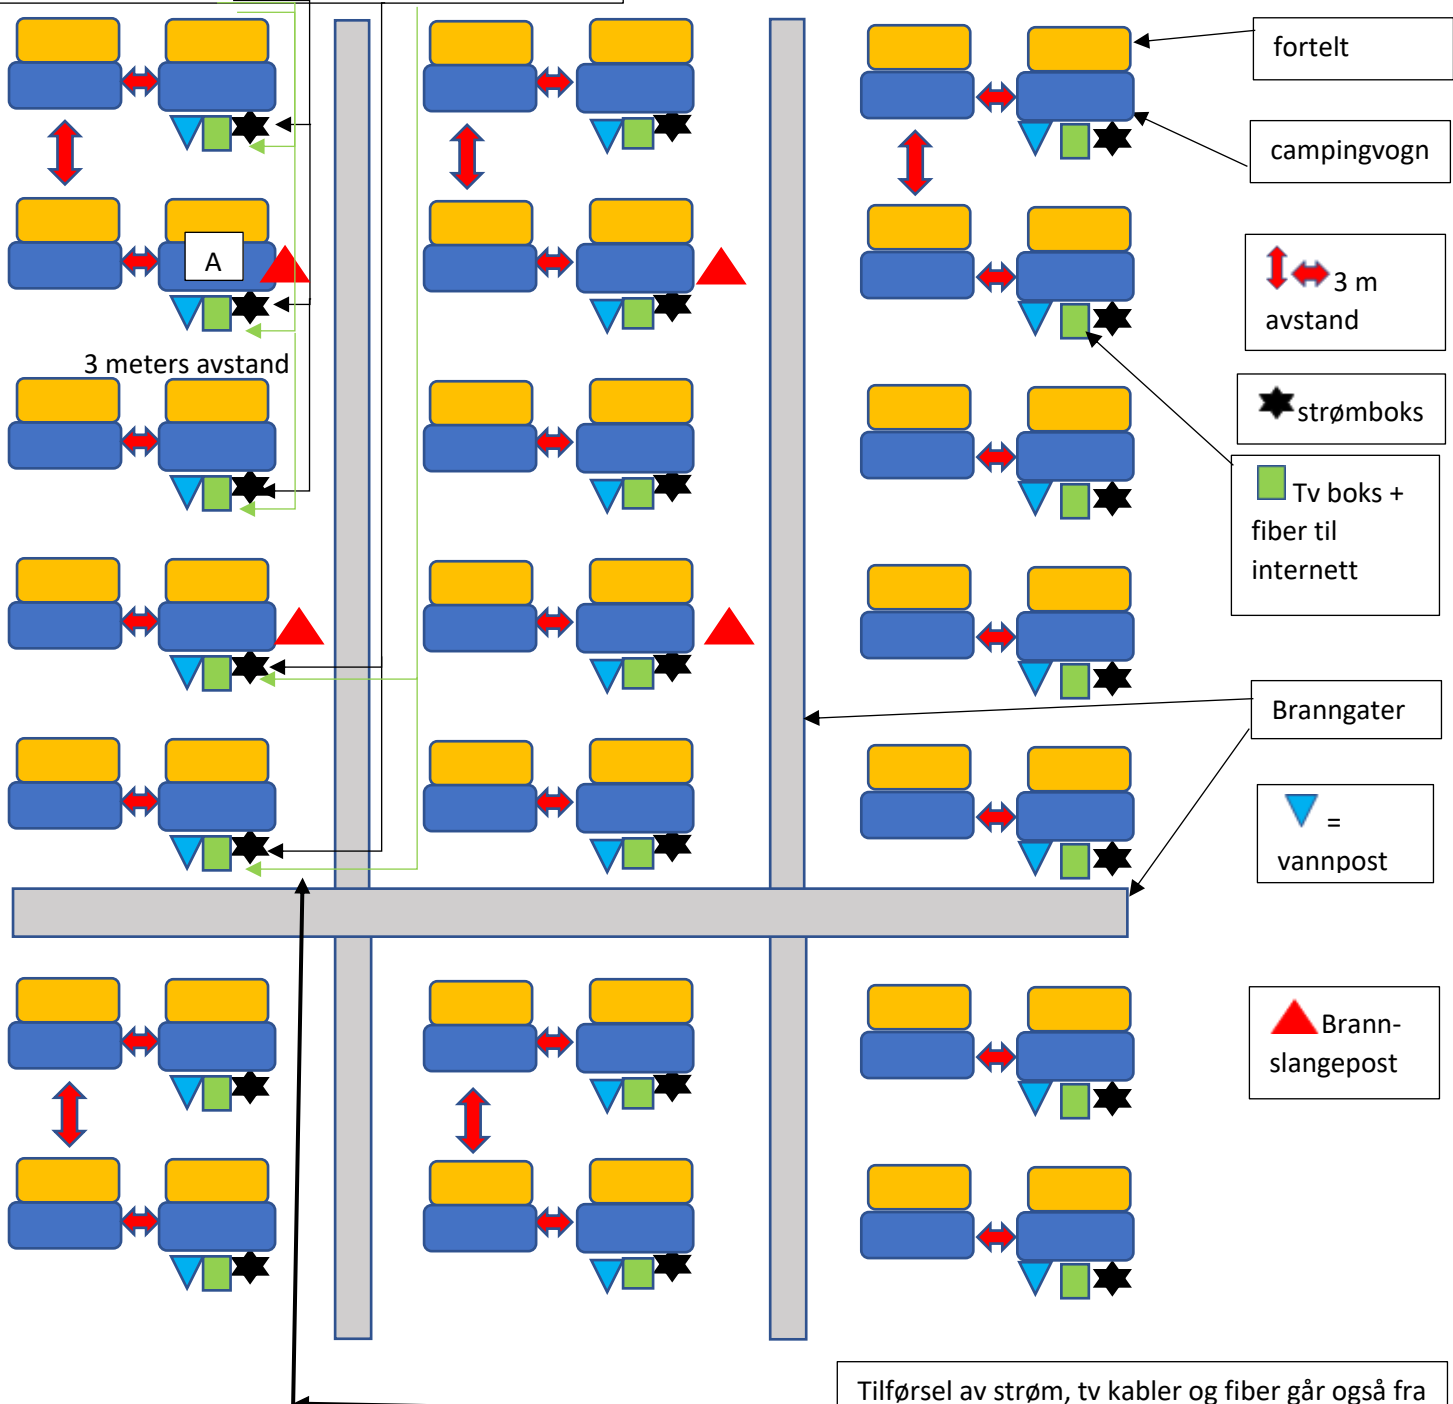 fortelt
campingvogn
A
3 m
avstand
3 meters avstand
strømboks
Tv boks +
fiber til
internett
Branngater
=
vannpost
Brann-
slangepost
Tilførsel av strøm, tv kabler og fiber går også fra